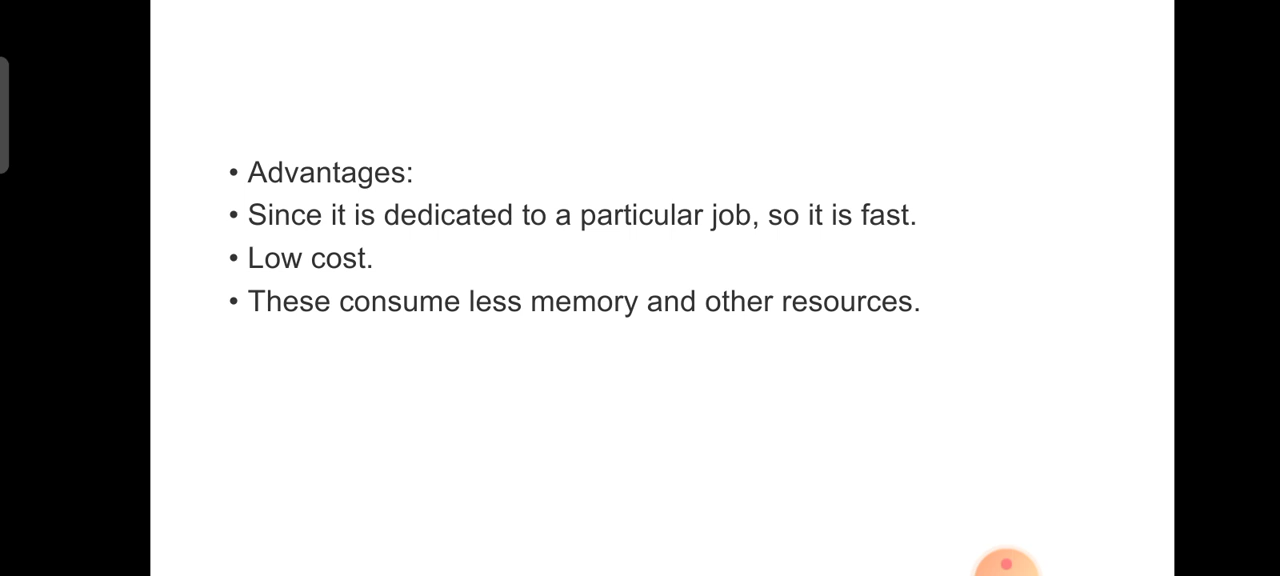 • Advantages:
• Since it is dedicated to a particular job, so it is fast.
• Low cost.
• These consume less memory and other resources.